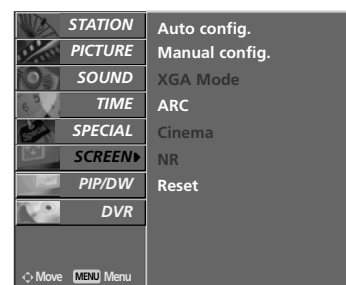 STATION
PICTURE
SOUND
TIME
SPECIAL
SCREEN
PIP/DW
DVR
Move MENU Menu
Auto config.
Manual config.
XGA Mode
ARC
Cinema
NR
Reset